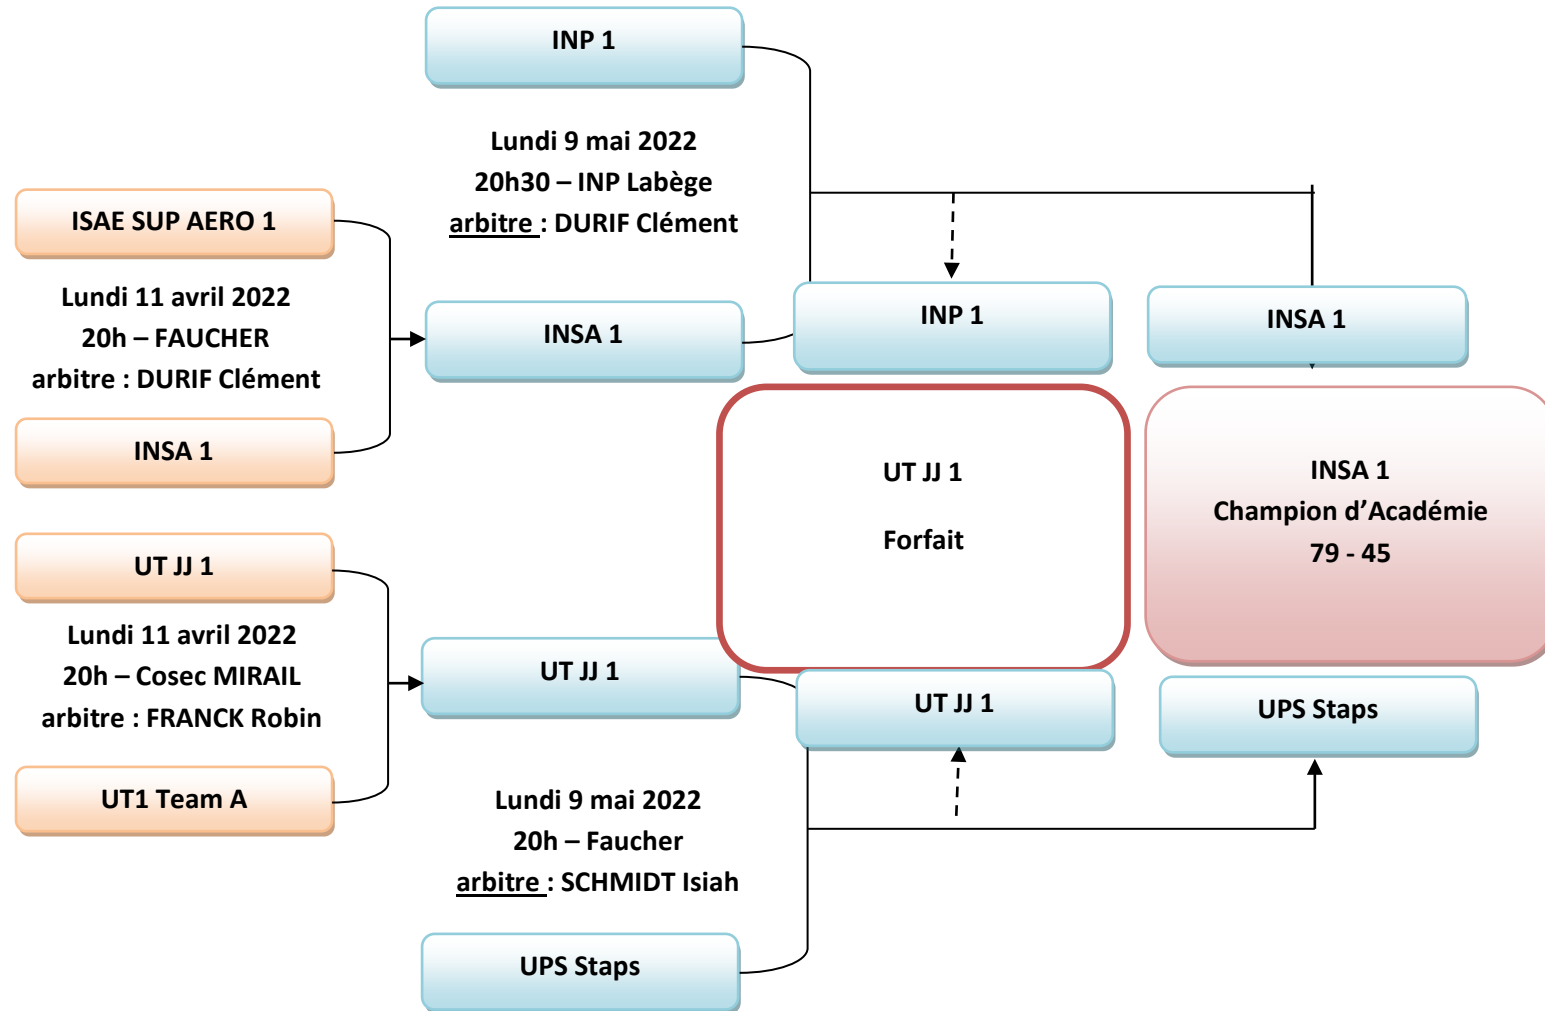 INP 1
Lundi 9 mai 2022
20h30 – INP Labège
arbitre : DURIF Clément
ISAE SUP AERO 1
Lundi 11 avril 2022
20h – FAUCHER
arbitre : DURIF Clément
INSA 1
INSA 1
INP 1
INSA 1
UT JJ 1
Forfait
INSA 1
Champion d’Académie
79 - 45
UT JJ 1
Lundi 11 avril 2022
20h – Cosec MIRAIL
arbitre : FRANCK Robin
UT1 Team A
UT JJ 1
UT JJ 1
UPS Staps
Lundi 9 mai 2022
20h – Faucher
arbitre : SCHMIDT Isiah
UPS Staps